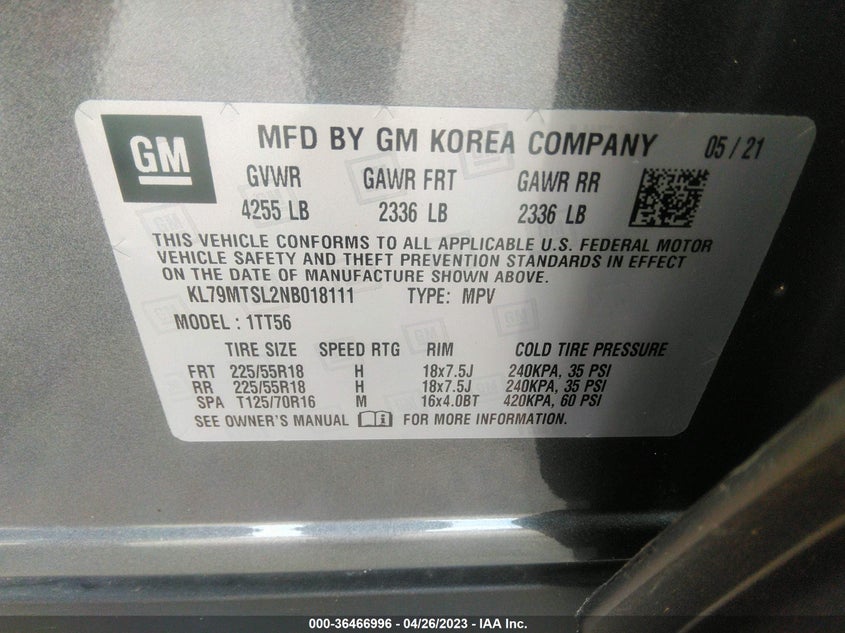 GM MFD BY GM KOREA COMPANY 05 / 21
GVWR GAWR FRT GAWR RR
4255 LB 2336 LB 2336 LB
THIS VEHICLE CONFORMS TO ALL APPLICABLE U.S. FEDERAL MOTOR
VEHICLE SAFETY AND THEFT PREVENTION STANDARDS IN EFFECT
ON THE DATE OF MANUFACTURE SHOWN ABOVE.
KL79MTSL2NB018111 TYPE: MPV
MODEL : 1TT56
TIRE SIZE SPEED RTG RIM COLD TIRE PRESSURE
FRT 225/55R18 H 18x7.5J 240KPA, 35 PSI
RR 225/55R18 H 18x7.5J 240KPA, 35 PSI
SPA T125/70R16 M 16x4.0BT 420KPA, 60 PSI
SEE OWNER'S MANUAL FOR MORE INFORMATION.
000-36466996 - 04/26/2023 - IAA Inc.